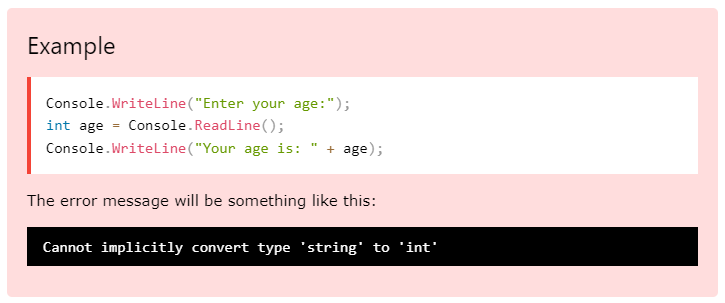 Example
Console.WriteLine("Enter your age:");
int age = Console.ReadLine();
Console.WriteLine("Your age is: " + age);
The error message will be something like this:
Cannot implicitly convert type 'string' to 'int'